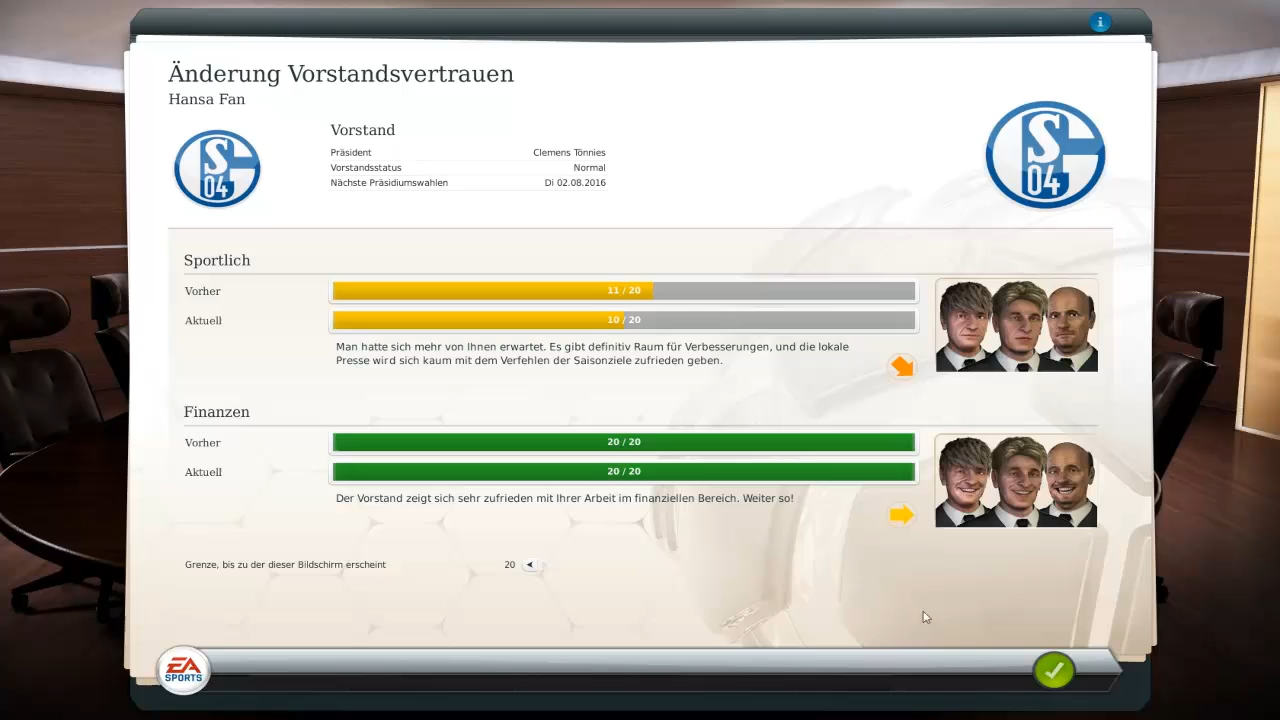 i
Änderung Vorstandsvertrauen
Hansa Fan
S
04
Vorstand
Präsident Clemens Tönnies
Vorstandsstatus Normal
Nächste Präsidiumswahlen Di 02.08.2016
S
04
Sportlich
Vorher 11 / 20
Aktuell 10 / 20
Man hatte sich mehr von Ihnen erwartet. Es gibt definitiv Raum für Verbesserungen, und die lokale
Presse wird sich kaum mit dem Verfehlen der Saisonziele zufrieden geben.
Finanzen
Vorher 20 / 20
Aktuell 20 / 20
Der Vorstand zeigt sich sehr zufrieden mit Ihrer Arbeit im finanziellen Bereich. Weiter so!
Grenze, bis zu der dieser Bildschirm erscheint 20
EA
SPORTS